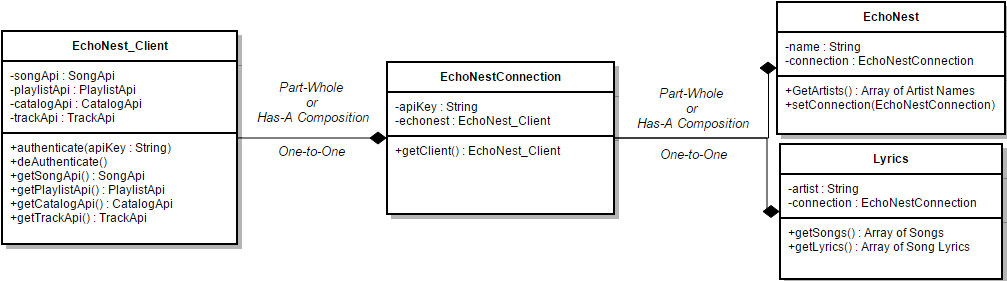 EchoNest_Client
-songApi : SongApi
-playlistApi : PlaylistApi
-catalogApi : CatalogApi
-trackApi : TrackApi
+authenticate(apiKey : String)
+deAuthenticate()
+getSongApi() : SongApi
+getPlaylistApi() : PlaylistApi
+getCatalogApi() : CatalogApi
+getTrackApi() : TrackApi
Part-Whole
or
Has-A Composition
One-to-One
EchoNestConnection
-apiKey : String
-echonest : EchoNest_Client
+getClient() : EchoNest_Client
Part-Whole
or
Has-A Composition
One-to-One
EchoNest
-name : String
-connection : EchoNestConnection
+GetArtists() : Array of Artist Names
+setConnection(EchoNestConnection)
Lyrics
-artist : String
-connection : EchoNestConnection
+getSongs() : Array of Songs
+getLyrics() : Array of Song Lyrics